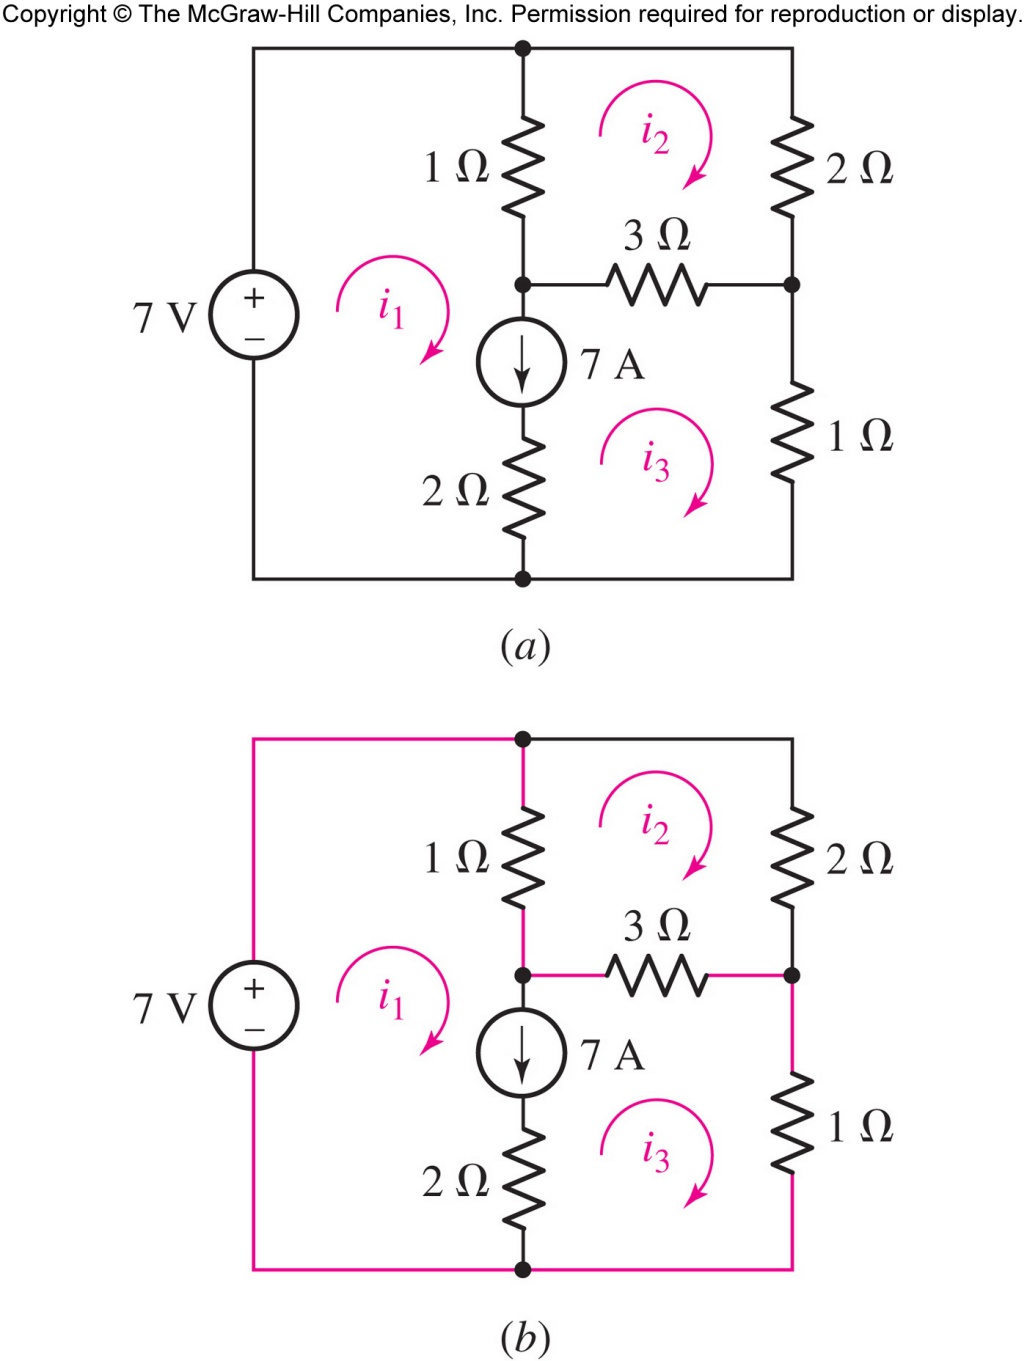 Copyright © The McGraw-Hill Companies, Inc. Permission required for reproduction or display.
i2
1 Ω
2 Ω
3 Ω
+
7 V
i1
–
7 A
1 Ω
i3
2 Ω
(a)
i2
1 Ω
2 Ω
3 Ω
+
7 V
i1
–
7 A
1 Ω
i3
2 Ω
(b)